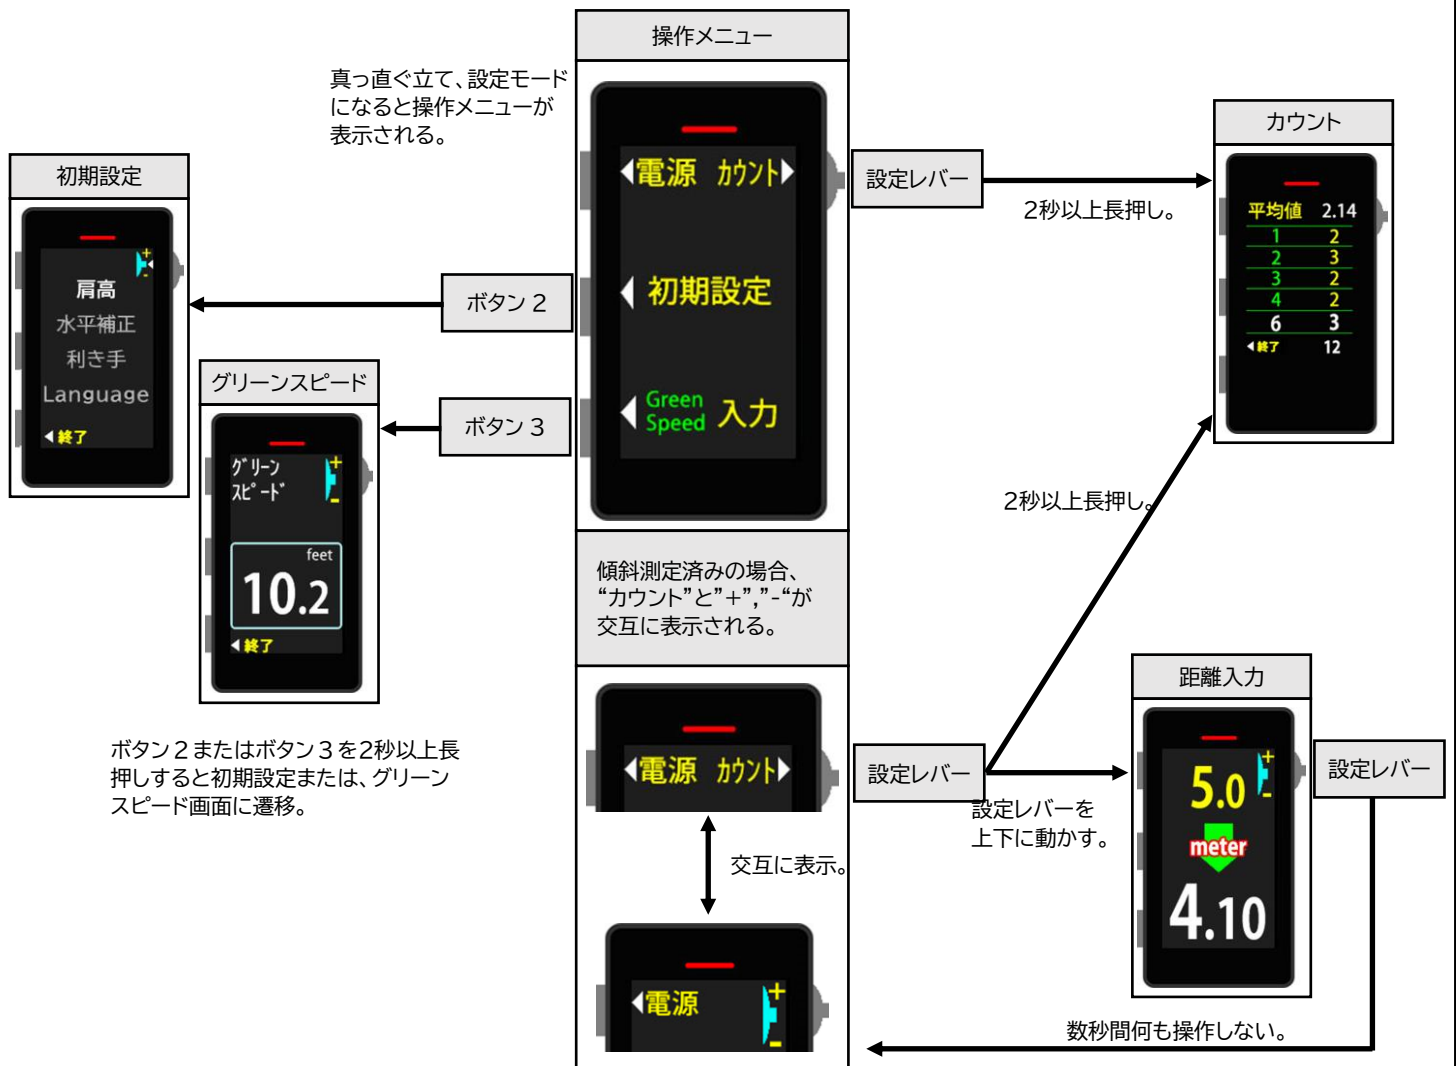 操作メニュー
真っ直ぐ立て、設定モード
になると操作メニューが
表示される。
電源 カウント
初期設定
Green
Speed 入力
設定レバー
2秒以上長押し。
カウント
平均値 2.14
1 2
2 3
3 2
4 2
6 3
終了 12
初期設定
+
-
肩高
水平補正
利き手
Language
終了
ボタン 2
グリーンスピード
グリーン
スピード
+
-
feet
10.2
終了
ボタン 3
ボタン 2 またはボタン 3 を2秒以上長
押しすると初期設定または、グリーン
スピード画面に遷移。
傾斜測定済みの場合、
“カウント”と”+”,”-“が
交互に表示される。
電源 カウント
交互に表示。
電源
+
-
設定レバー
2秒以上長押し。
設定レバーを
上下に動かす。
距離入力
5.0
+
-
meter
4.10
設定レバー
数秒間何も操作しない。